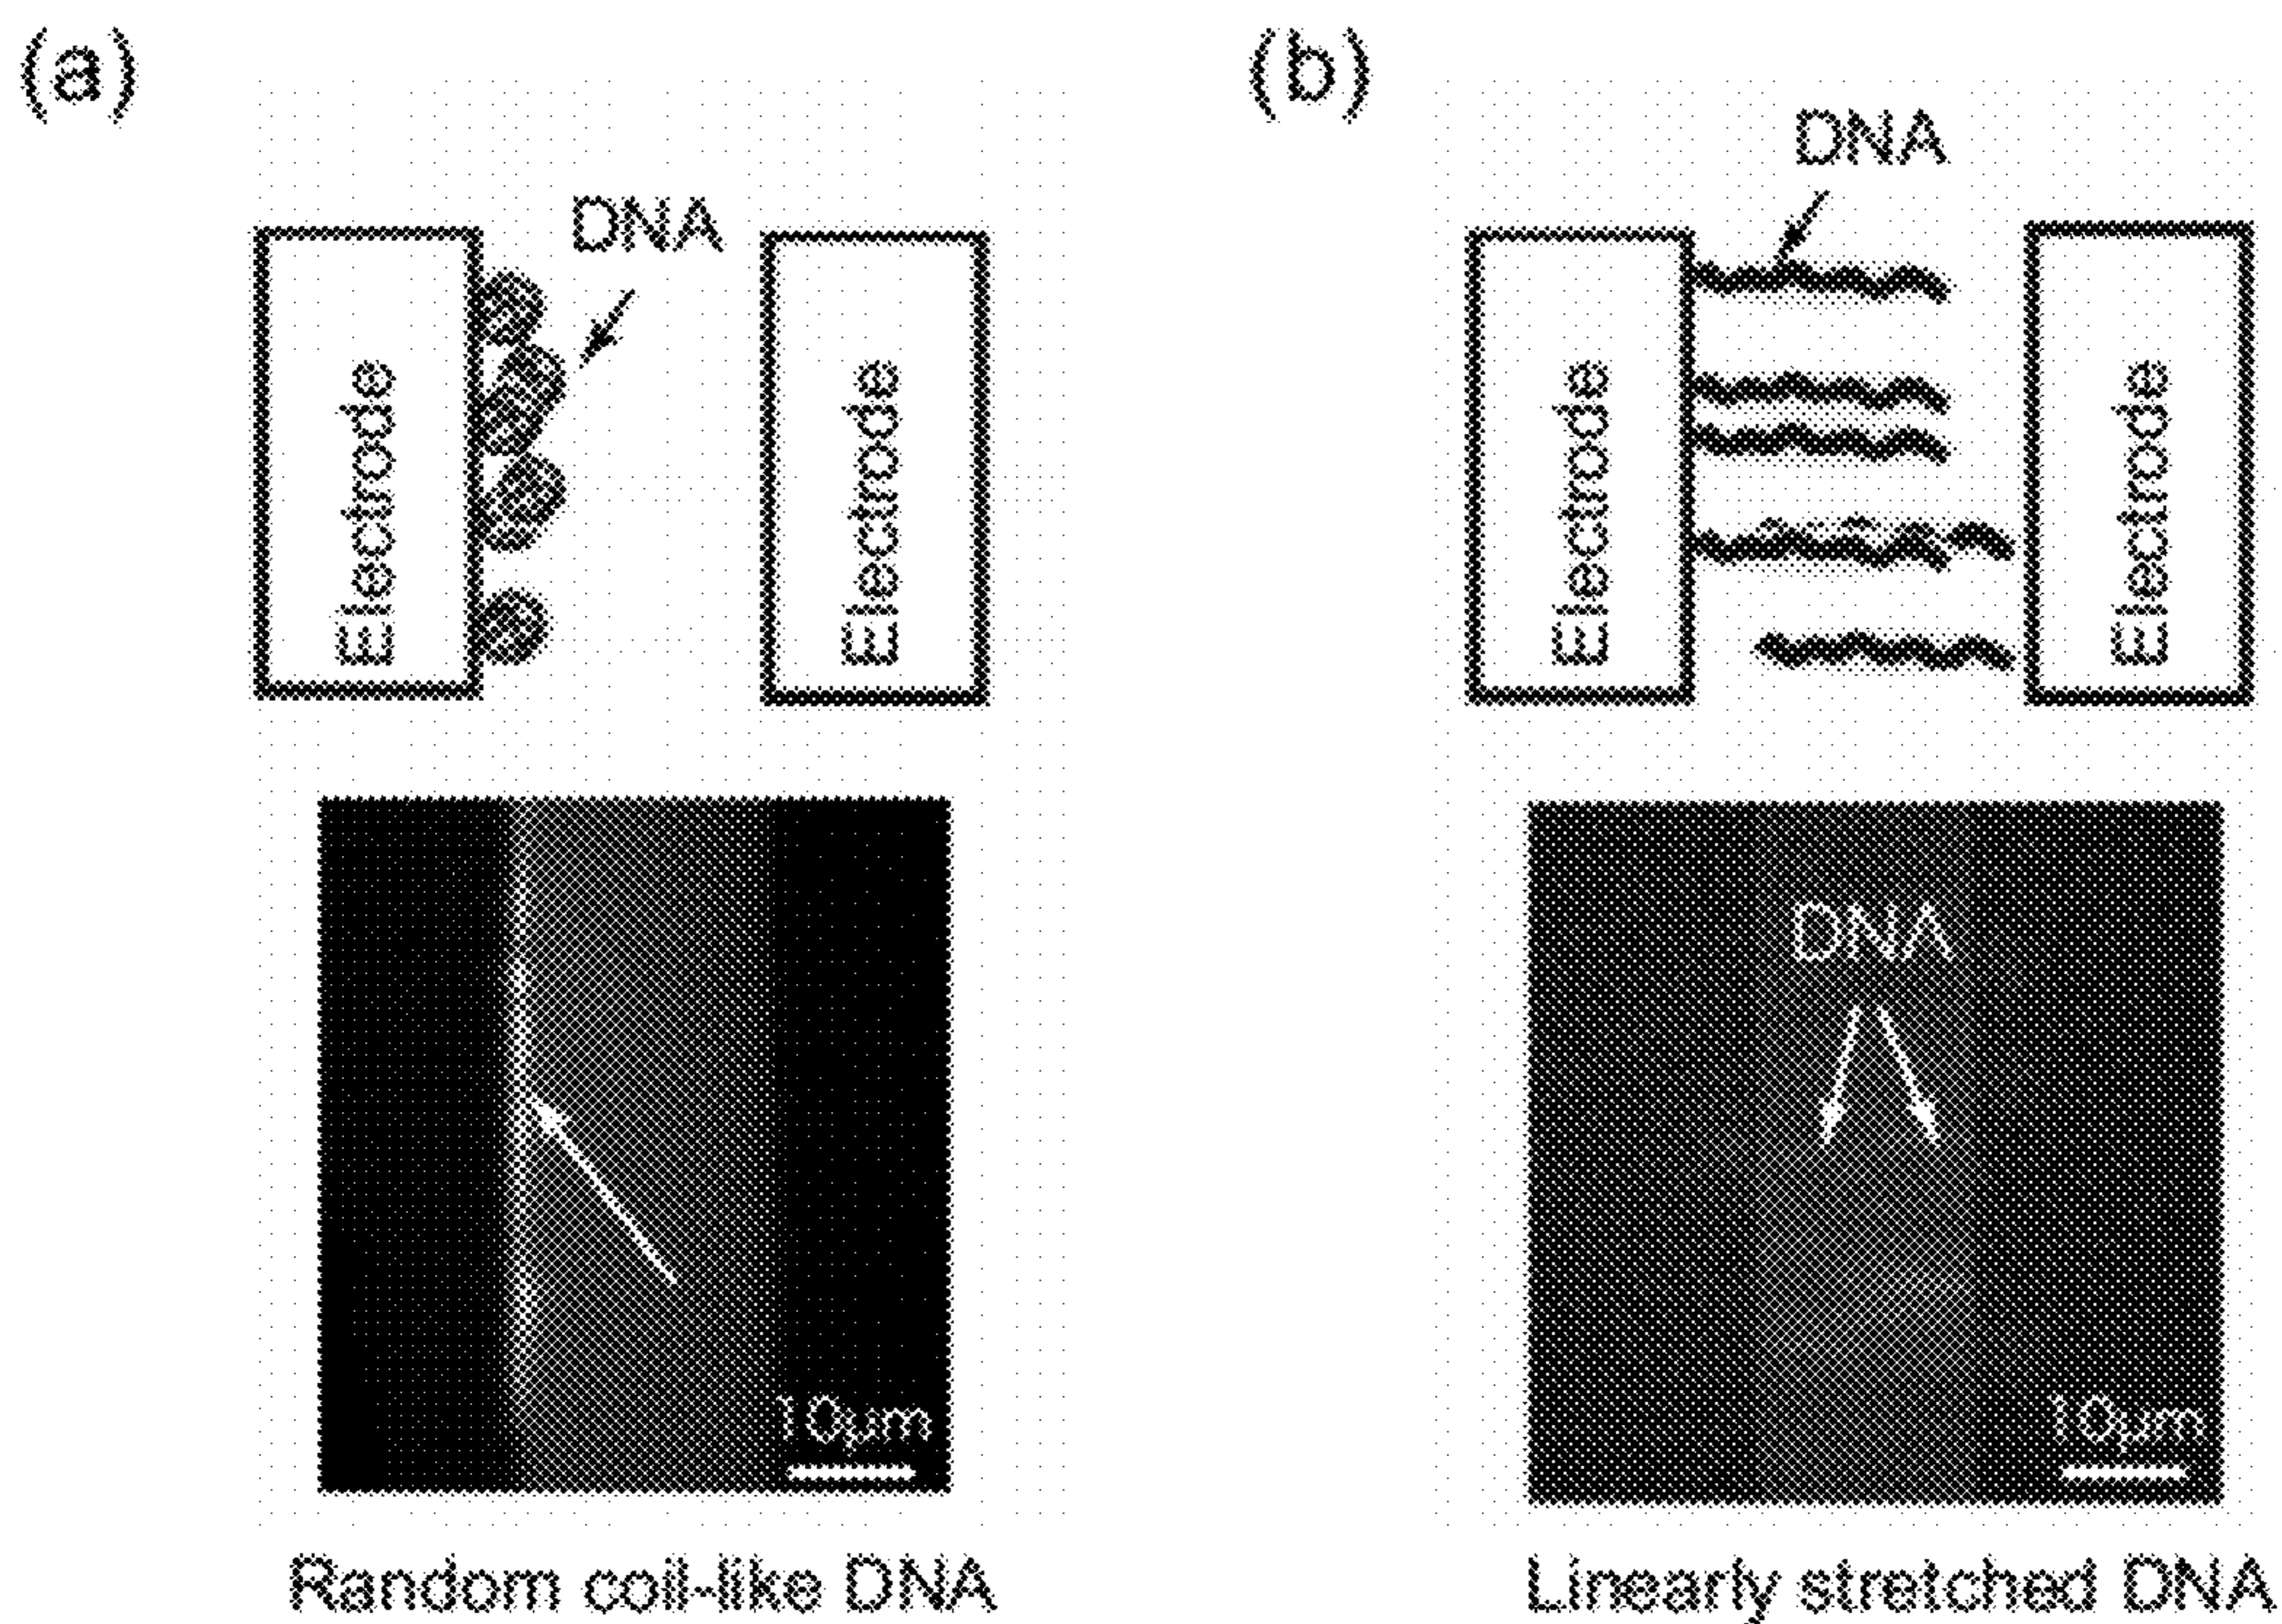 (a)
DNA
Electrode
Electrode
10μm
Random coil-like DNA
(b)
DNA
Electrode
Electrode
DNA
10μm
Linearly stretched DNA